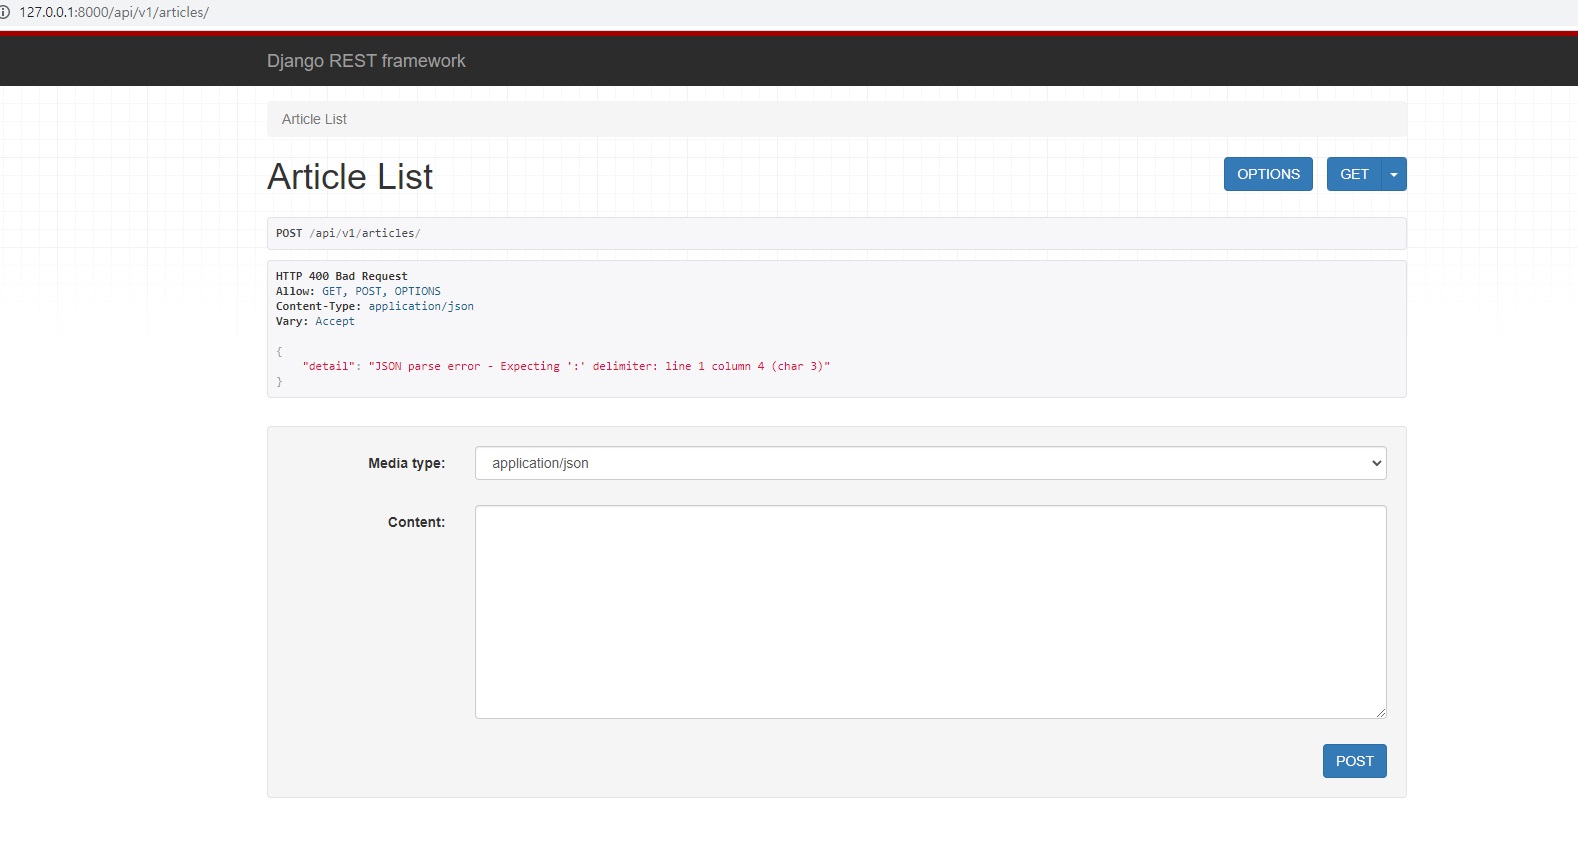 127.0.0.1:8000/api/v1/articles/
Django REST framework
Article List
Article List
OPTIONS
GET
POST /api/v1/articles/
HTTP 400 Bad Request
Allow: GET, POST, OPTIONS
Content-Type: application/json
Vary: Accept
{
"detail": "JSON parse error - Expecting ':' delimiter: line 1 column 4 (char 3)"
}
Media type:
application/json
Content:
POST